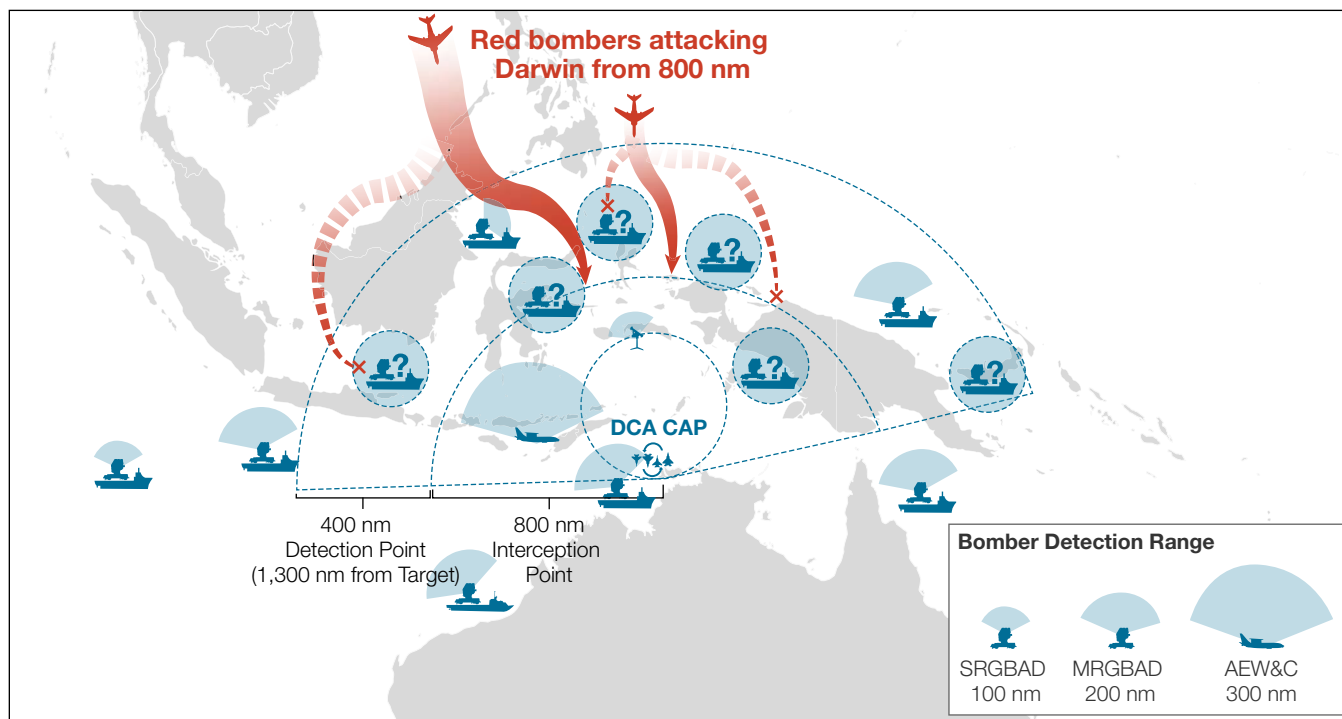 Red bombers attacking
Darwin from 800 nm
?
?
?
?
?
?
DCA CAP
400 nm
Detection Point
(1,300 nm from Target)
800 nm
Interception
Point
Bomber Detection Range
SRGBAD
100 nm
MRGBAD
200 nm
AEW&C
300 nm